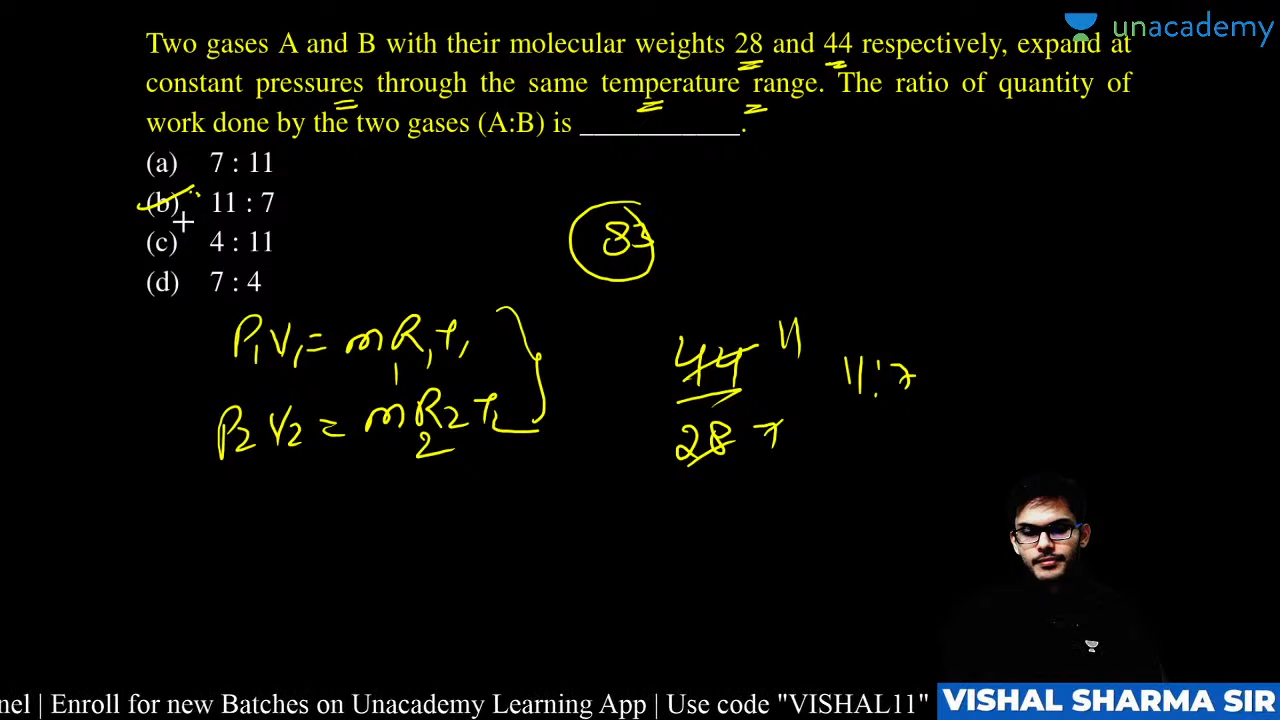 unacademy
Two gases A and B with their molecular weights 28 and 44 respectively, expand at
constant pressures through the same temperature range. The ratio of quantity of
work done by the two gases (A:B) is ___________.
(a) 7 : 11
(b) 11 : 7
(c) 4 : 11
(d) 7 : 4
83
P₁V₁ = mR₁T₁
1
P₂V₂ = mR₂T₂
2
44 11
28 7
11:7
nel | Enroll for new Batches on Unacademy Learning App | Use code "VISHAL11"
VISHAL SHARMA SIR